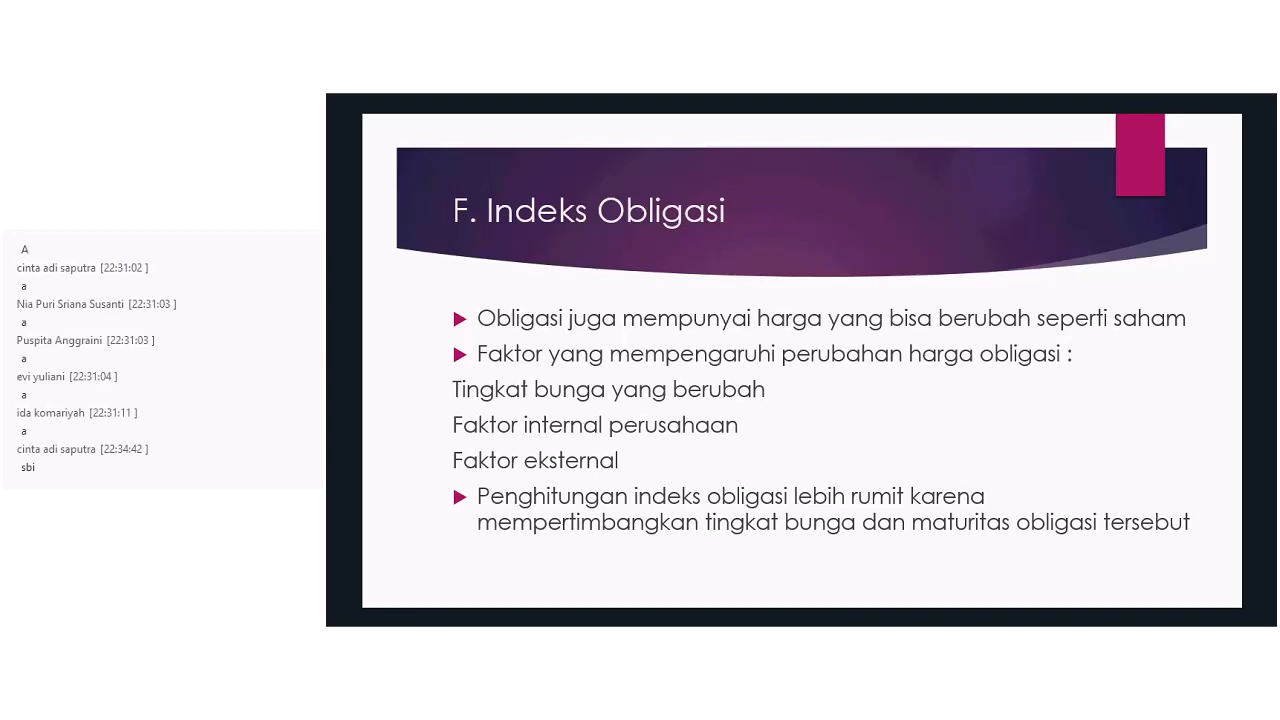 A
cinta adi saputra [22:31:02 ]
a
Nia Puri Sriana Susanti [22:31:03 ]
a
Puspita Anggraini [22:31:03 ]
a
evi yuliani [22:31:04 ]
a
ida komariyah [22:31:11 ]
a
cinta adi saputra [22:34:42 ]
sbi
F. Indeks Obligasi
Obligasi juga mempunyai harga yang bisa berubah seperti saham
Faktor yang mempengaruhi perubahan harga obligasi :
Tingkat bunga yang berubah
Faktor internal perusahaan
Faktor eksternal
Penghitungan indeks obligasi lebih rumit karena
mempertimbangkan tingkat bunga dan maturitas obligasi tersebut